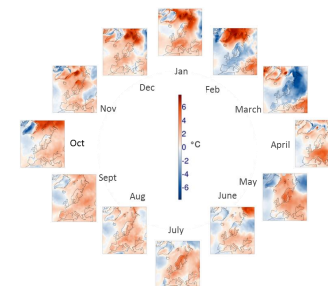 Jan
Dec
Feb
Nov
March
Oct
April
Sept
May
Aug
June
July
6
4
2
0
-2
-4
-6
°C